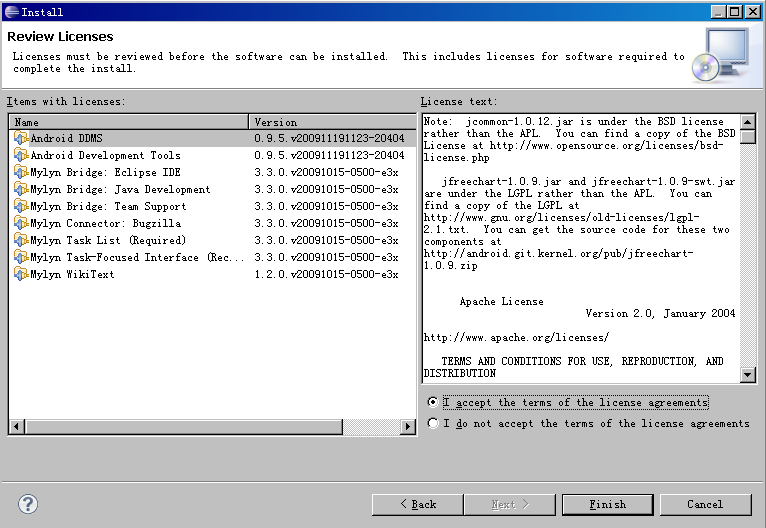 Install
Review Licenses
Licenses must be reviewed before the software can be installed.  This includes licenses for software required to
complete the install.
Items with licenses:
Name Version
Android DDMS 0.9.5.v200911191123-20404
Android Development Tools 0.9.5.v200911191123-20404
Mylyn Bridge: Eclipse IDE 3.3.0.v20091015-0500-e3x
Mylyn Bridge: Java Development 3.3.0.v20091015-0500-e3x
Mylyn Bridge: Team Support 3.3.0.v20091015-0500-e3x
Mylyn Connector: Bugzilla 3.3.0.v20091015-0500-e3x
Mylyn Task List (Required) 3.3.0.v20091015-0500-e3x
Mylyn Task-Focused Interface (Rec... 3.3.0.v20091015-0500-e3x
Mylyn WikiText 1.2.0.v20091015-0500-e3x
License text:
Note:  jcommon-1.0.12.jar is under the BSD license
rather than the APL.  You can find a copy of the BSD
License at http://www.opensource.org/licenses/bsd-
license.php
jfreechart-1.0.9.jar and jfreechart-1.0.9-swt.jar
are under the LGPL rather than the APL.  You can
find a copy of the LGPL at
http://www.gnu.org/licenses/old-licenses/lgpl-
2.1.txt.  You can get the source code for these two
components at
http://android.git.kernel.org/pub/jfreechart-
1.0.9.zip
Apache License
Version 2.0, January 2004
http://www.apache.org/licenses/
TERMS AND CONDITIONS FOR USE, REPRODUCTION, AND
DISTRIBUTION
I accept the terms of the license agreements
I do not accept the terms of the license agreements
?
< Back
Next >
Finish
Cancel